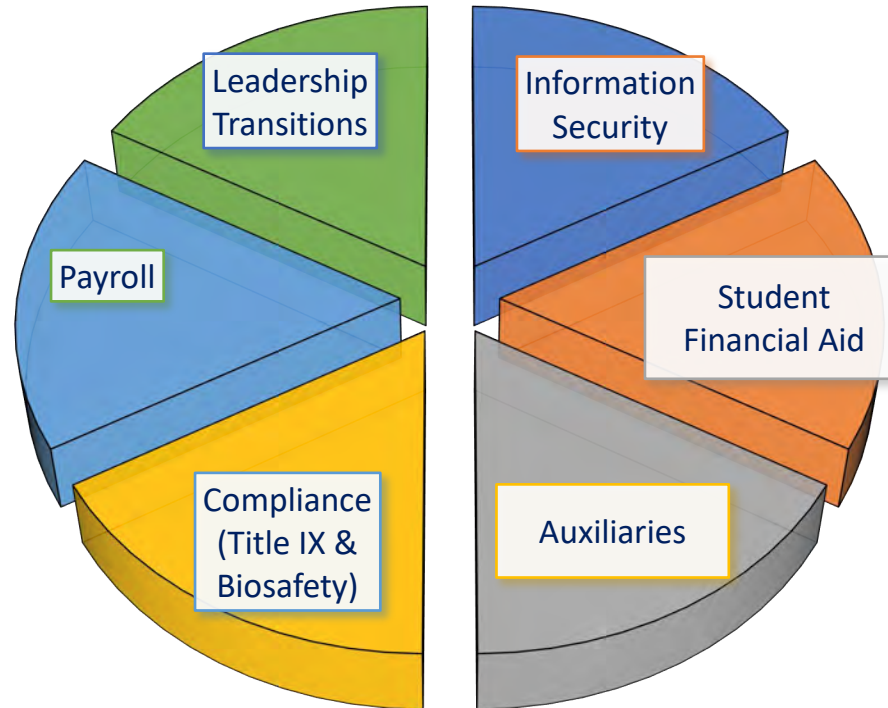 Leadership
Transitions
Information
Security
Payroll
Student
Financial Aid
Compliance
(Title IX &
Biosafety)
Auxiliaries